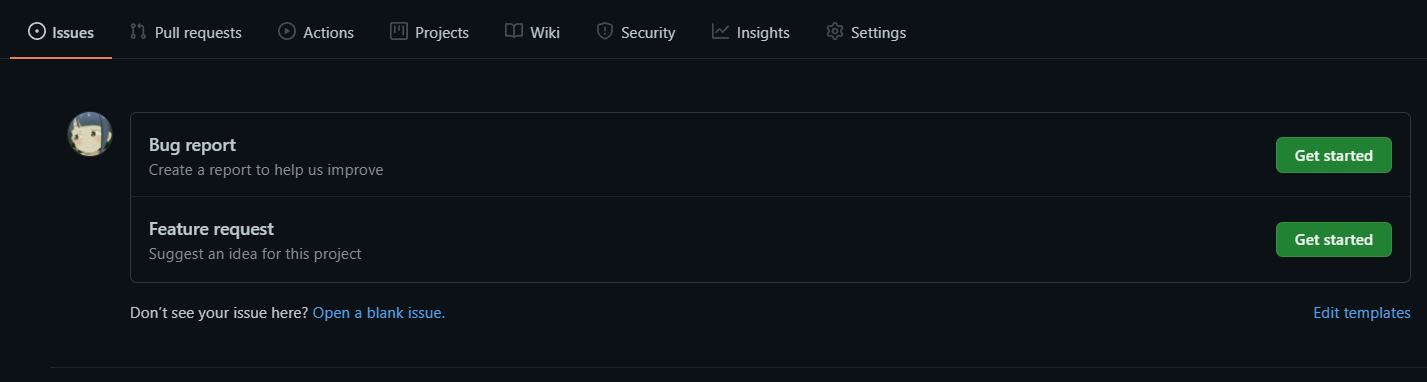 Issues Pull requests Actions Projects Wiki Security Insights Settings
Bug report
Create a report to help us improve
Get started
Feature request
Suggest an idea for this project
Get started
Don’t see your issue here? Open a blank issue.
Edit templates